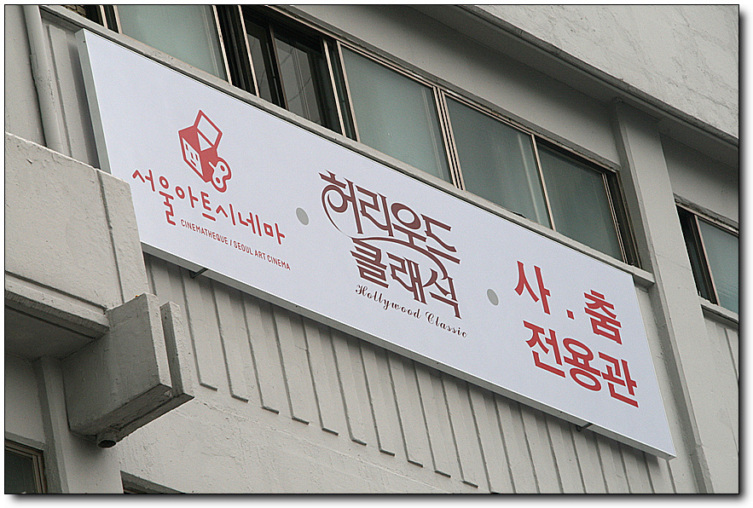 서울아트시네마
CINEMATHEQUE / SEOUL ART CINEMA
허리우드
클래식
Hollywood Classic
사.춤
전용관